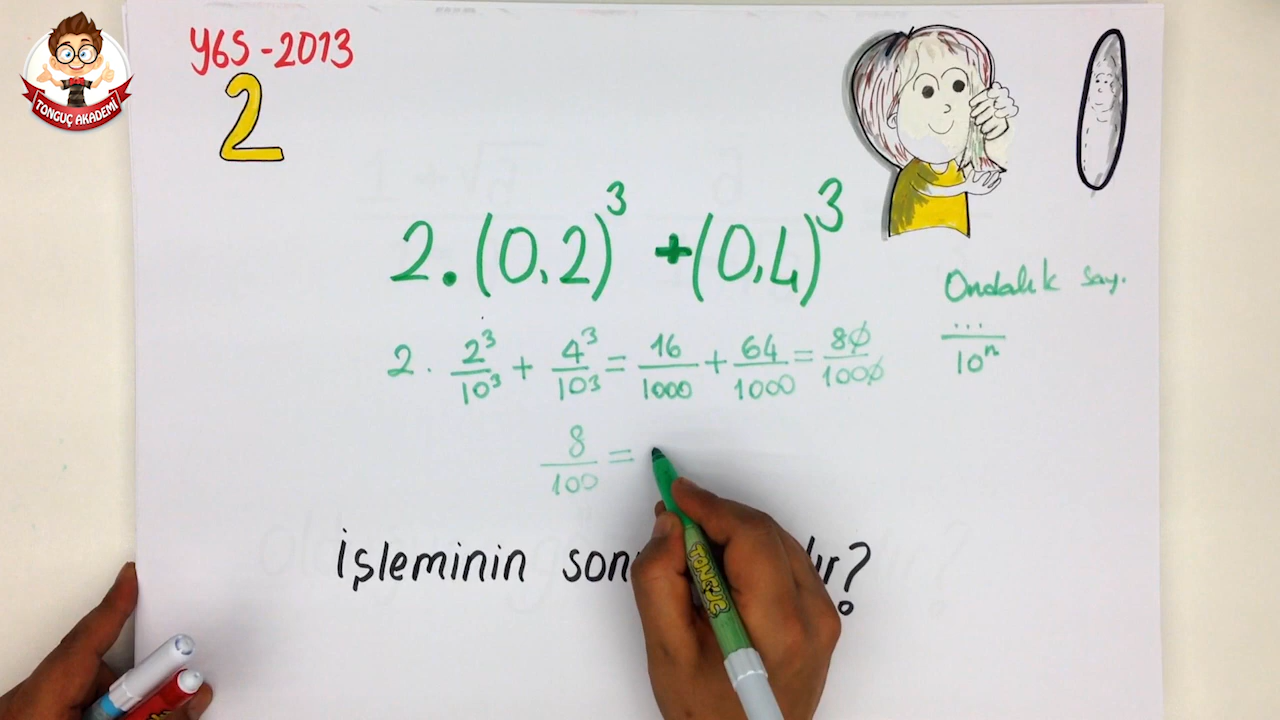 TONGUÇ AKADEMİ
YGS-2013
2
2.(0,2)³ +(0,4)³
Ondalık say.
...
10ⁿ
2. 2³/10³ + 4³/10³ = 16/1000 + 64/1000 = 80/1000
8/100 =
İşleminin ?
TONGUÇ